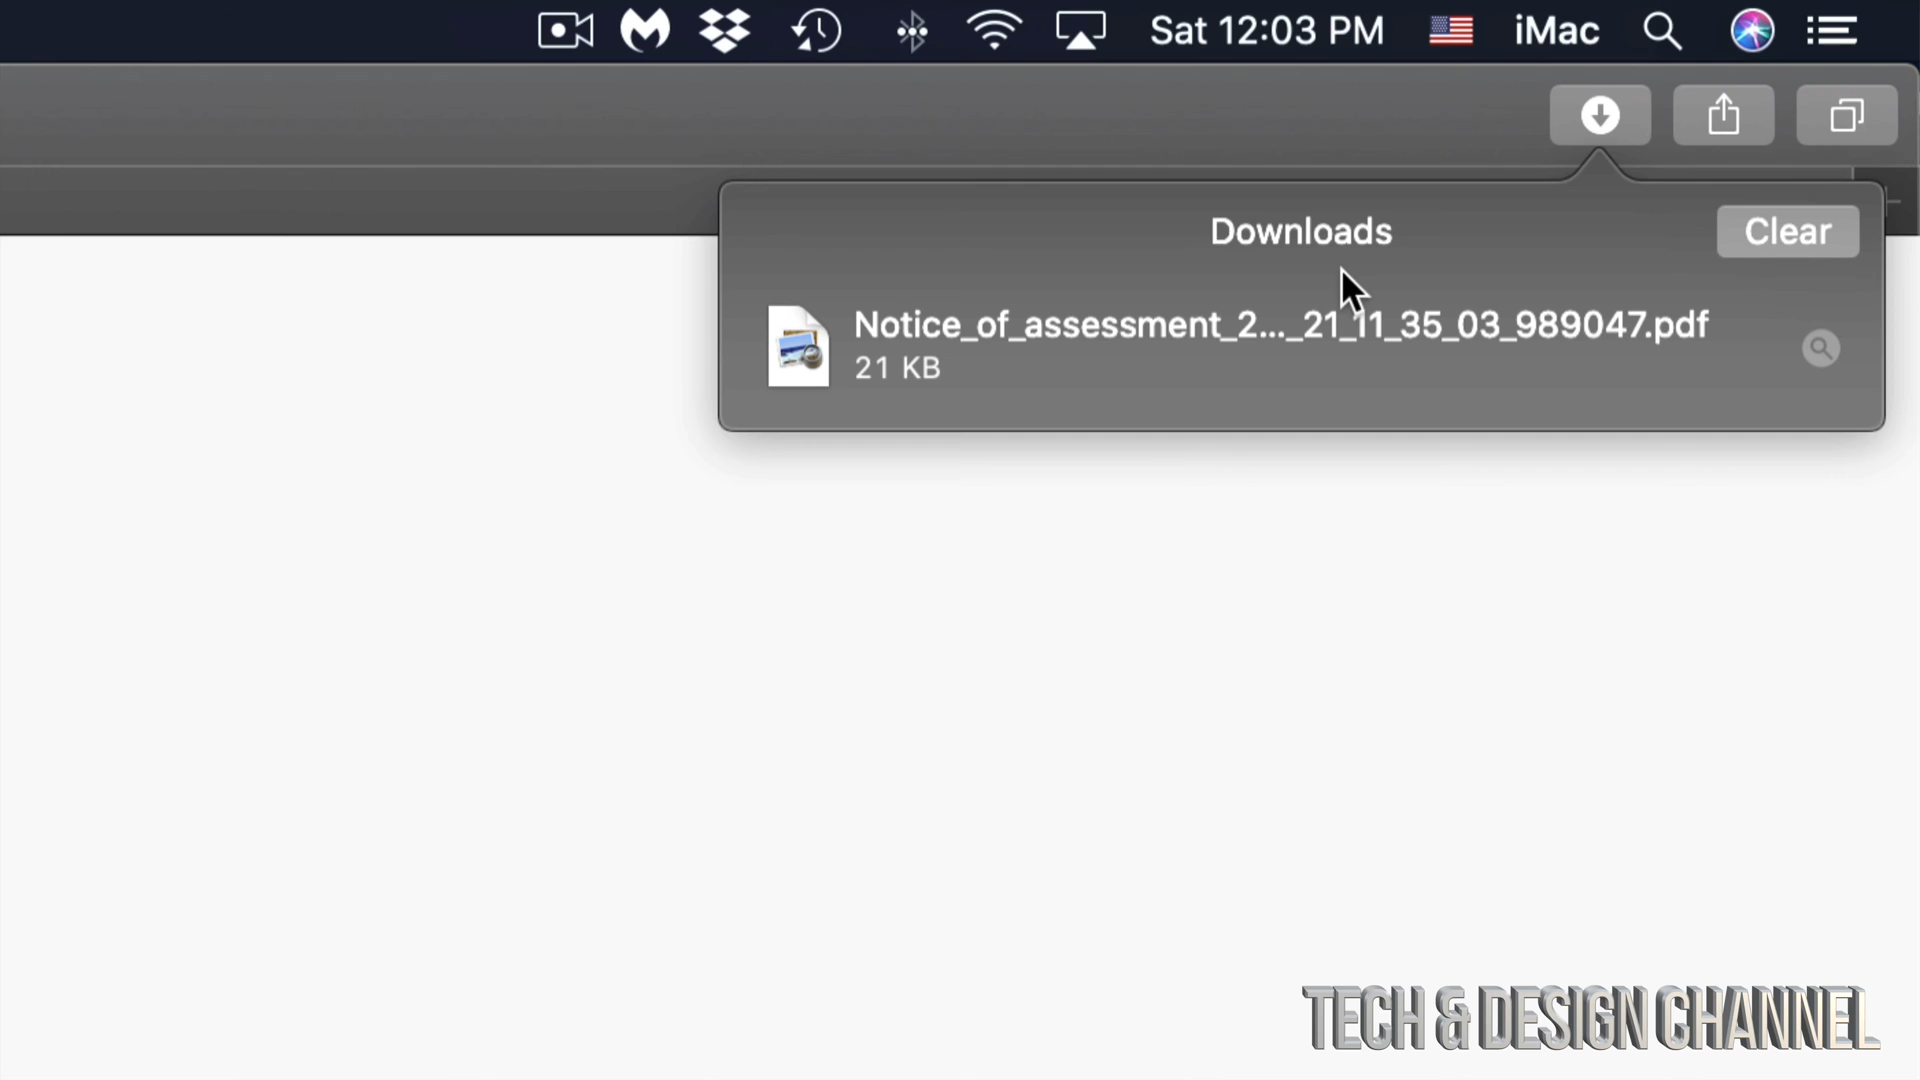 Sat 12:03 PM iMac
Downloads Clear
Notice_of_assessment_2..._21_11_35_03_989047.pdf
21 KB
TECH & DESIGN CHANNEL